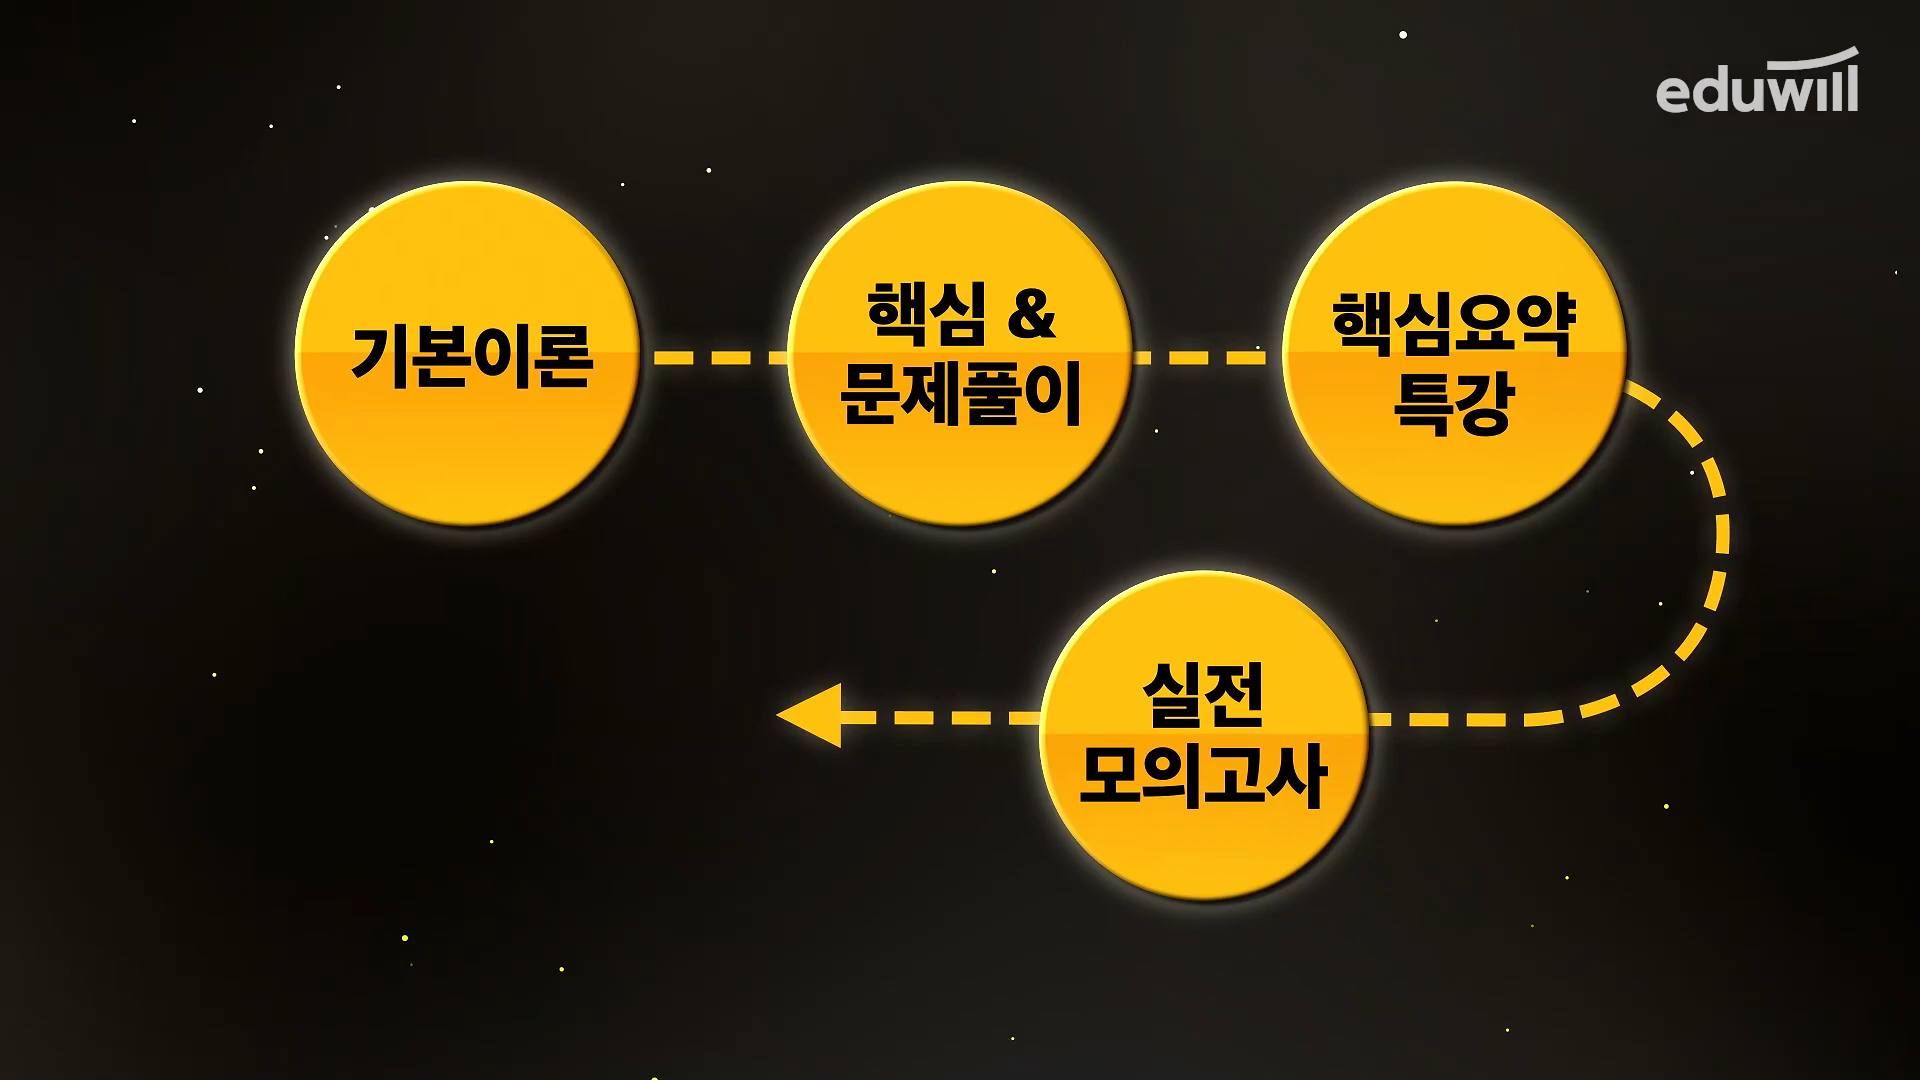 eduwill
기본이론
핵심 &
문제풀이
핵심요약
특강
실전
모의고사